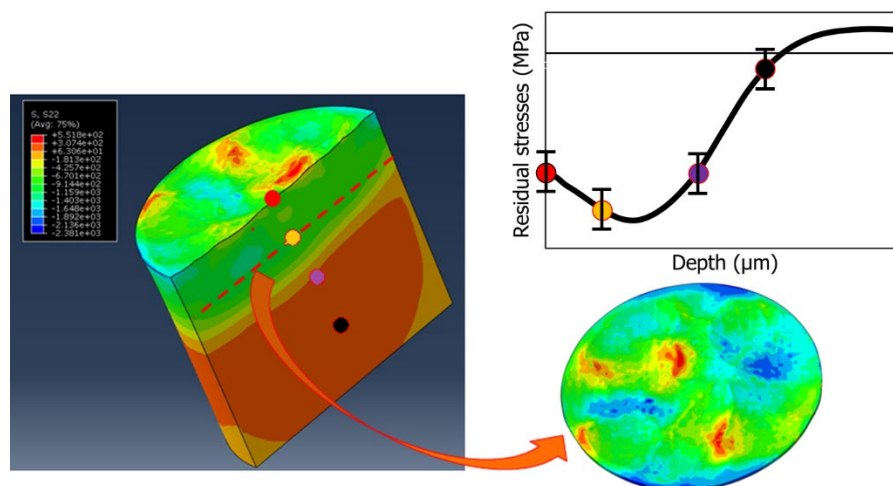 S, S22
(Avg: 75%)
+5.518e+02
+3.074e+02
+6.306e+01
-1.813e+02
-4.257e+02
-6.701e+02
-9.144e+02
-1.159e+03
-1.403e+03
-1.648e+03
-1.892e+03
-2.136e+03
-2.381e+03
Residual stresses (MPa)
Depth (µm)